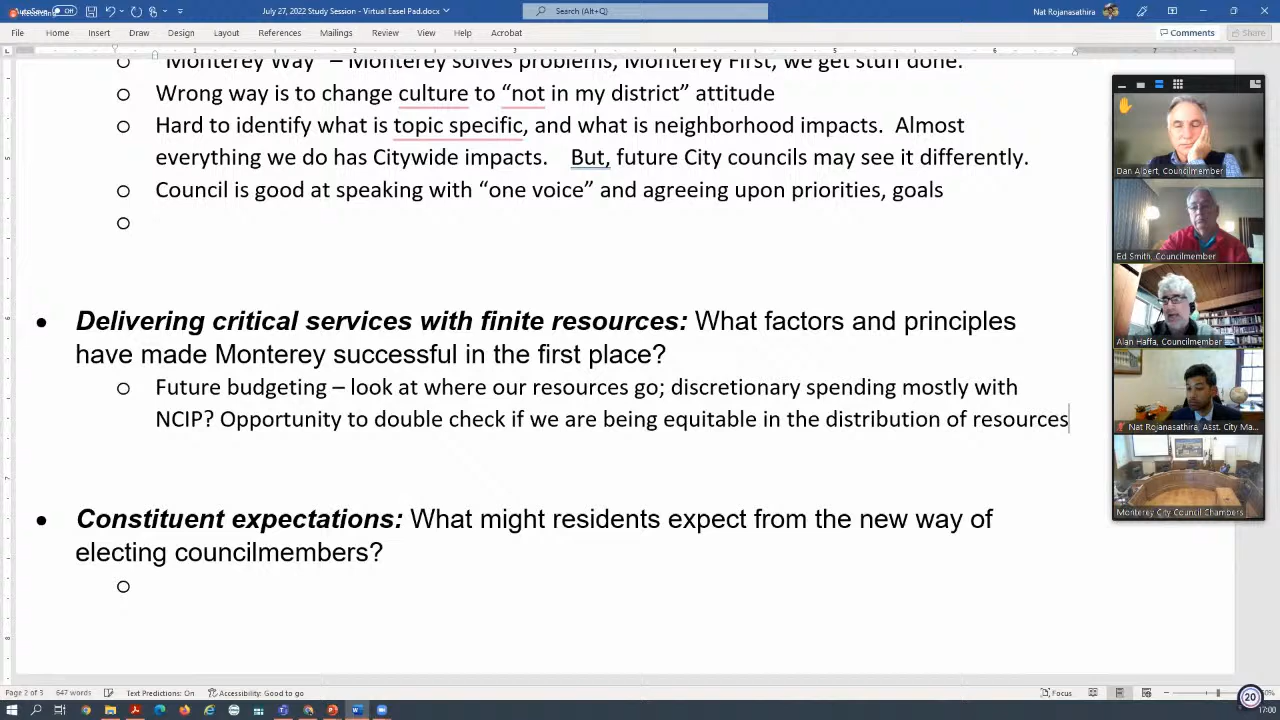 AutoSave Off
July 27, 2022 Study Session - Virtual Easel Pad.docx
Search (Alt+Q)
Nat Rojanasathira
File Home Insert Draw Design Layout References Mailings Review View Help Acrobat
Comments Share
"Monterey Way" – Monterey solves problems, Monterey First, we get stuff done.
o Wrong way is to change culture to “not in my district” attitude
o Hard to identify what is topic specific, and what is neighborhood impacts. Almost
everything we do has Citywide impacts. But, future City councils may see it differently.
o Council is good at speaking with “one voice” and agreeing upon priorities, goals
o
• Delivering critical services with finite resources: What factors and principles
have made Monterey successful in the first place?
o Future budgeting – look at where our resources go; discretionary spending mostly with
NCIP? Opportunity to double check if we are being equitable in the distribution of resources
• Constituent expectations: What might residents expect from the new way of
electing councilmembers?
o
Dan Albert, Councilmember
Ed Smith, Councilmember
Alan Haffa, Councilmember
Nat Rojanasathira, Asst. City Ma...
Monterey City Council Chambers
Page 2 of 3 647 words Text Predictions: On Accessibility: Good to go
Focus
20
17:00